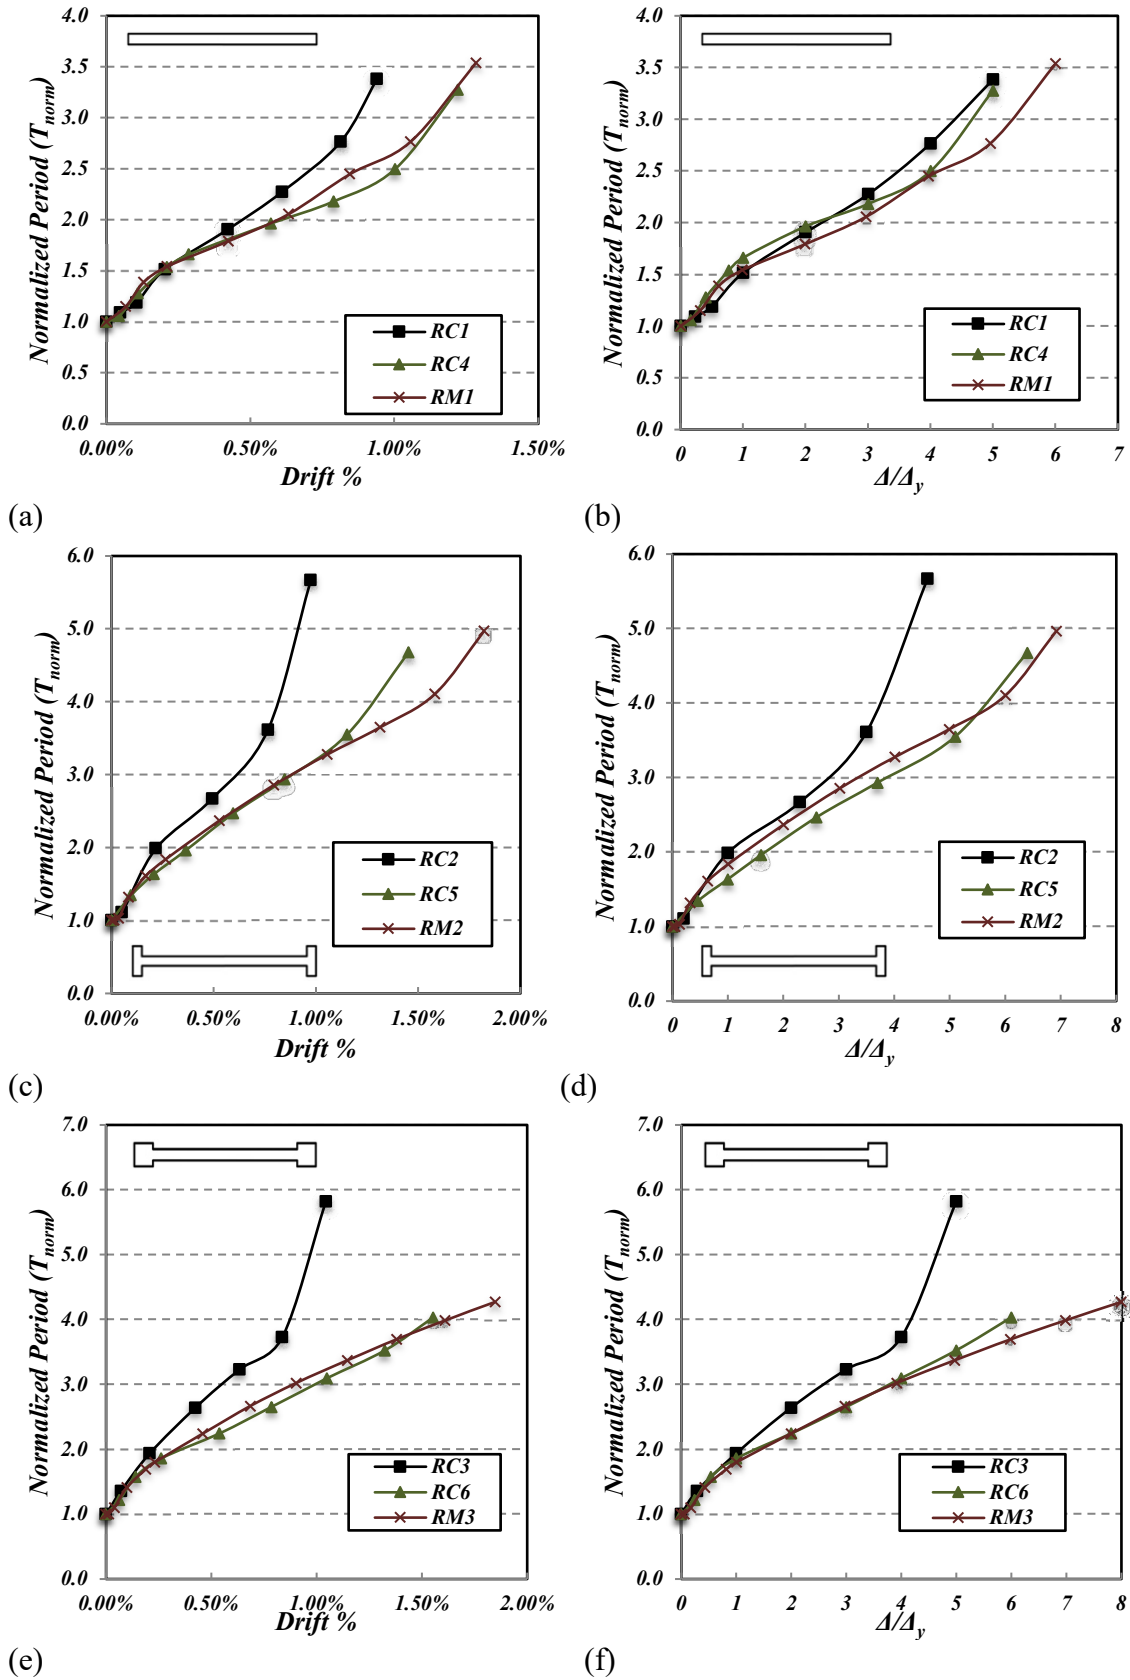 4.0
3.5
3.0
2.5
2.0
1.5
1.0
0.5
0.0
Normalized Period (T_norm)
0.00%
0.50%
1.00%
1.50%
Drift %
RC1
RC4
RM1
(a)
4.0
3.5
3.0
2.5
2.0
1.5
1.0
0.5
0.0
Normalized Period (T_norm)
0
1
2
3
4
5
6
7
Δ/Δ_y
RC1
RC4
RM1
(b)
6.0
5.0
4.0
3.0
2.0
1.0
0.0
Normalized Period (T_norm)
0.00%
0.50%
1.00%
1.50%
2.00%
Drift %
RC2
RC5
RM2
(c)
6.0
5.0
4.0
3.0
2.0
1.0
0.0
Normalized Period (T_norm)
0
1
2
3
4
5
6
7
8
Δ/Δ_y
RC2
RC5
RM2
(d)
7.0
6.0
5.0
4.0
3.0
2.0
1.0
0.0
Normalized Period (T_norm)
0.00%
0.50%
1.00%
1.50%
2.00%
Drift %
RC3
RC6
RM3
(e)
7.0
6.0
5.0
4.0
3.0
2.0
1.0
0.0
Normalized Period (T_norm)
0
1
2
3
4
5
6
7
8
Δ/Δ_y
RC3
RC6
RM3
(f)